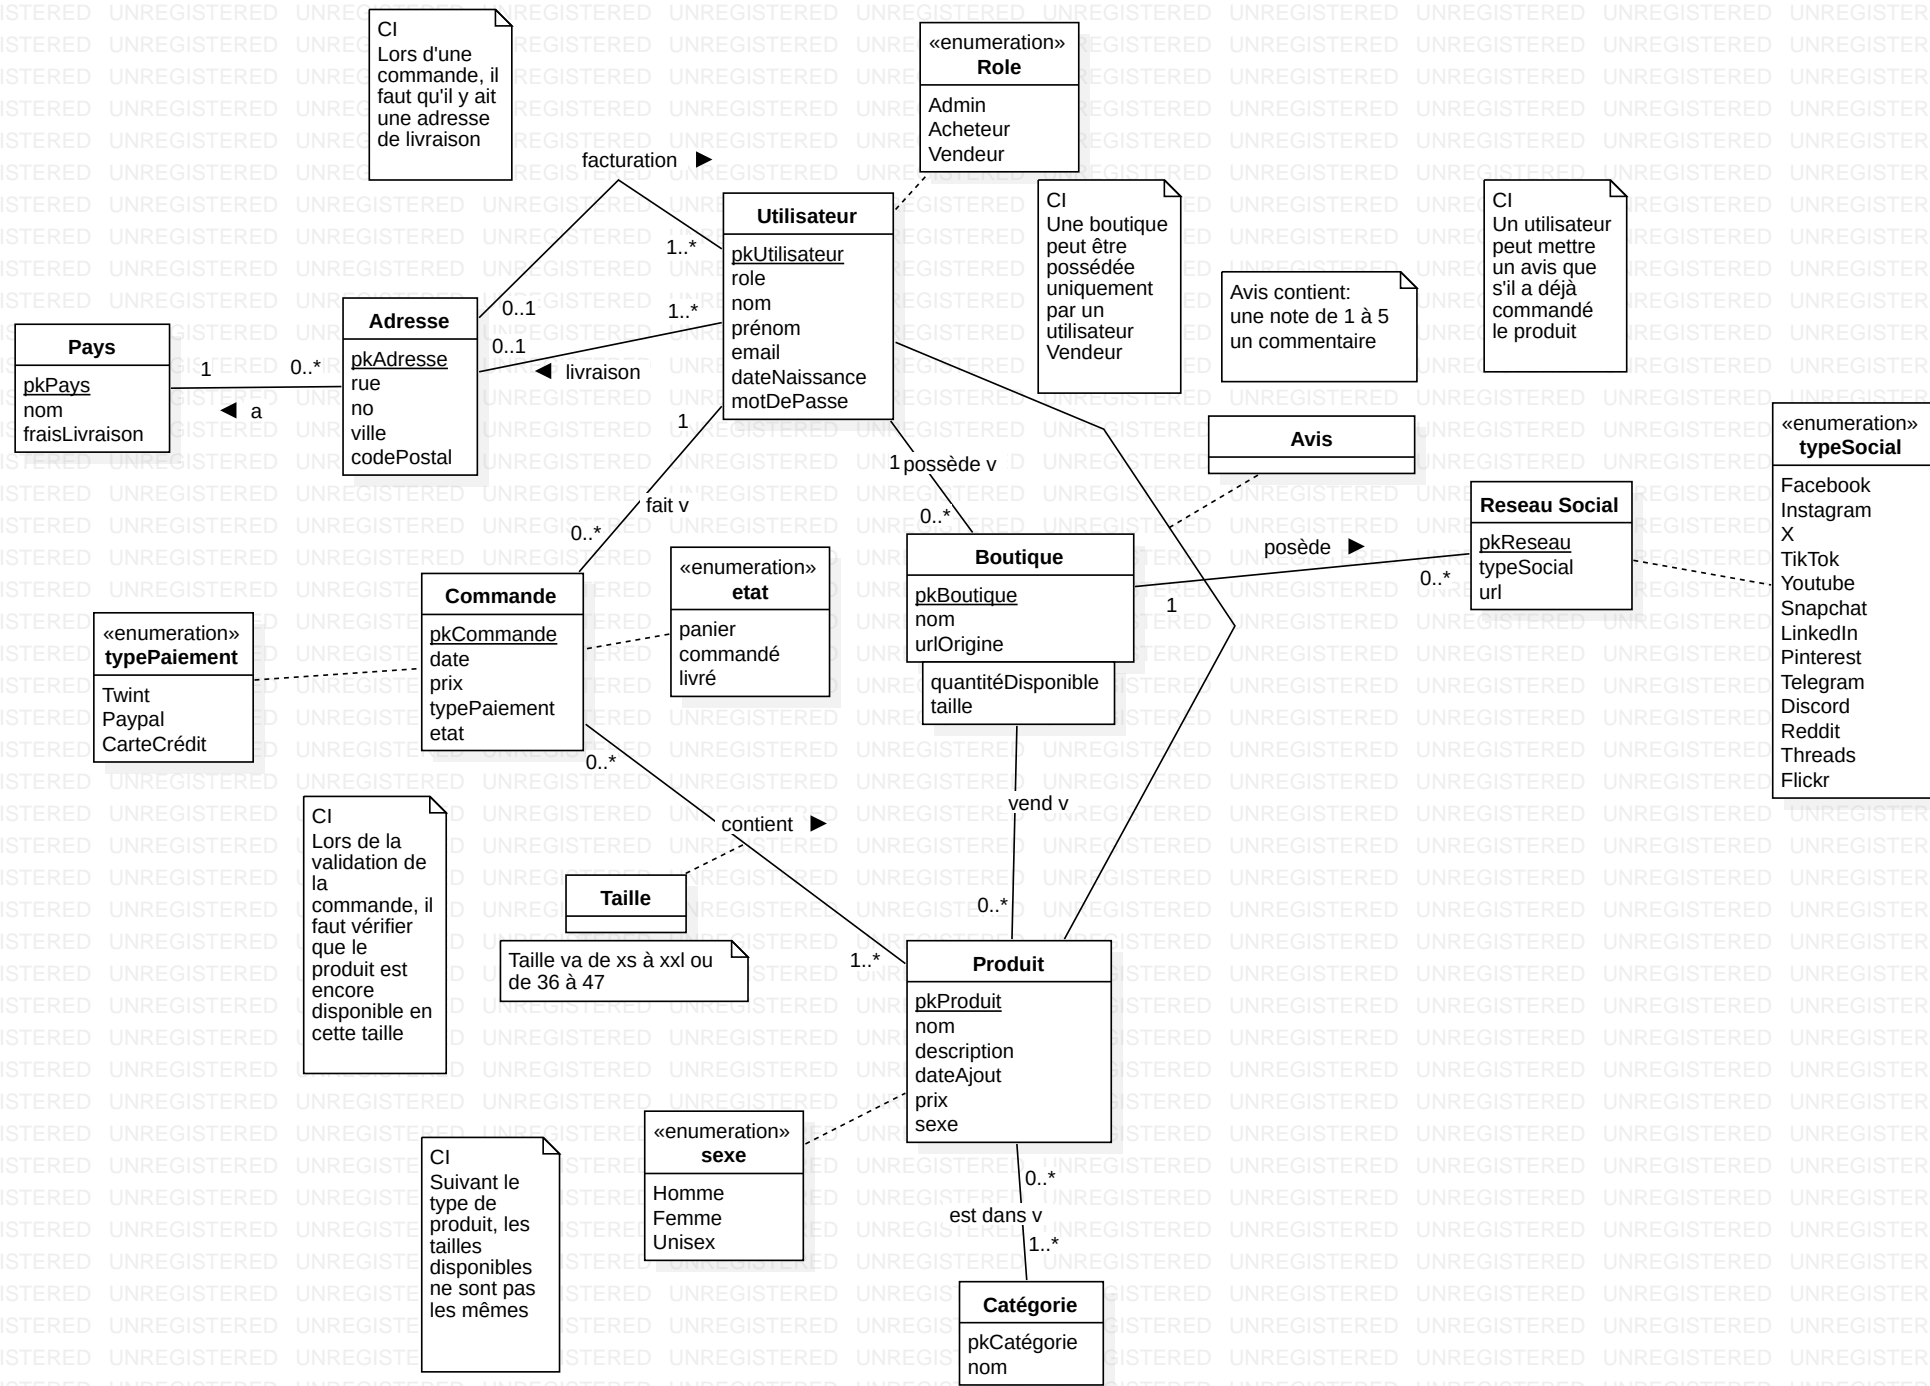 CI
Lors d'une
commande, il
faut qu'il y ait
une adresse
de livraison
«enumeration»
Role
Admin
Acheteur
Vendeur
facturation ►
1..*
0..1
Utilisateur
pkUtilisateur
role
nom
prénom
email
dateNaissance
motDePasse
CI
Une boutique
peut être
possédée
uniquement
par un
utilisateur
Vendeur
Avis contient:
une note de 1 à 5
un commentaire
CI
Un utilisateur
peut mettre
un avis que
s'il a déjà
commandé
le produit
Pays
pkPays
nom
fraisLivraison
1
0..*
◄ a
Adresse
pkAdresse
rue
no
ville
codePostal
1..*
0..1
◄ livraison
1
fait v
0..*
1
possède v
0..*
Avis
Boutique
pkBoutique
nom
urlOrigine
quantitéDisponible
taille
posède ►
1
0..*
Reseau Social
pkReseau
typeSocial
url
«enumeration»
typeSocial
Facebook
Instagram
X
TikTok
Youtube
Snapchat
LinkedIn
Pinterest
Telegram
Discord
Reddit
Threads
Flickr
«enumeration»
typePaiement
Twint
Paypal
CarteCrédit
Commande
pkCommande
date
prix
typePaiement
etat
«enumeration»
etat
panier
commandé
livré
0..*
contient ►
1..*
vend v
0..*
CI
Lors de la
validation de
la
commande, il
faut vérifier
que le
produit est
encore
disponible en
cette taille
Taille
Taille va de xs à xxl ou
de 36 à 47
Produit
pkProduit
nom
description
dateAjout
prix
sexe
«enumeration»
sexe
Homme
Femme
Unisex
CI
Suivant le
type de
produit, les
tailles
disponibles
ne sont pas
les mêmes
0..*
est dans v
1..*
Catégorie
pkCatégorie
nom
UNREGISTERED